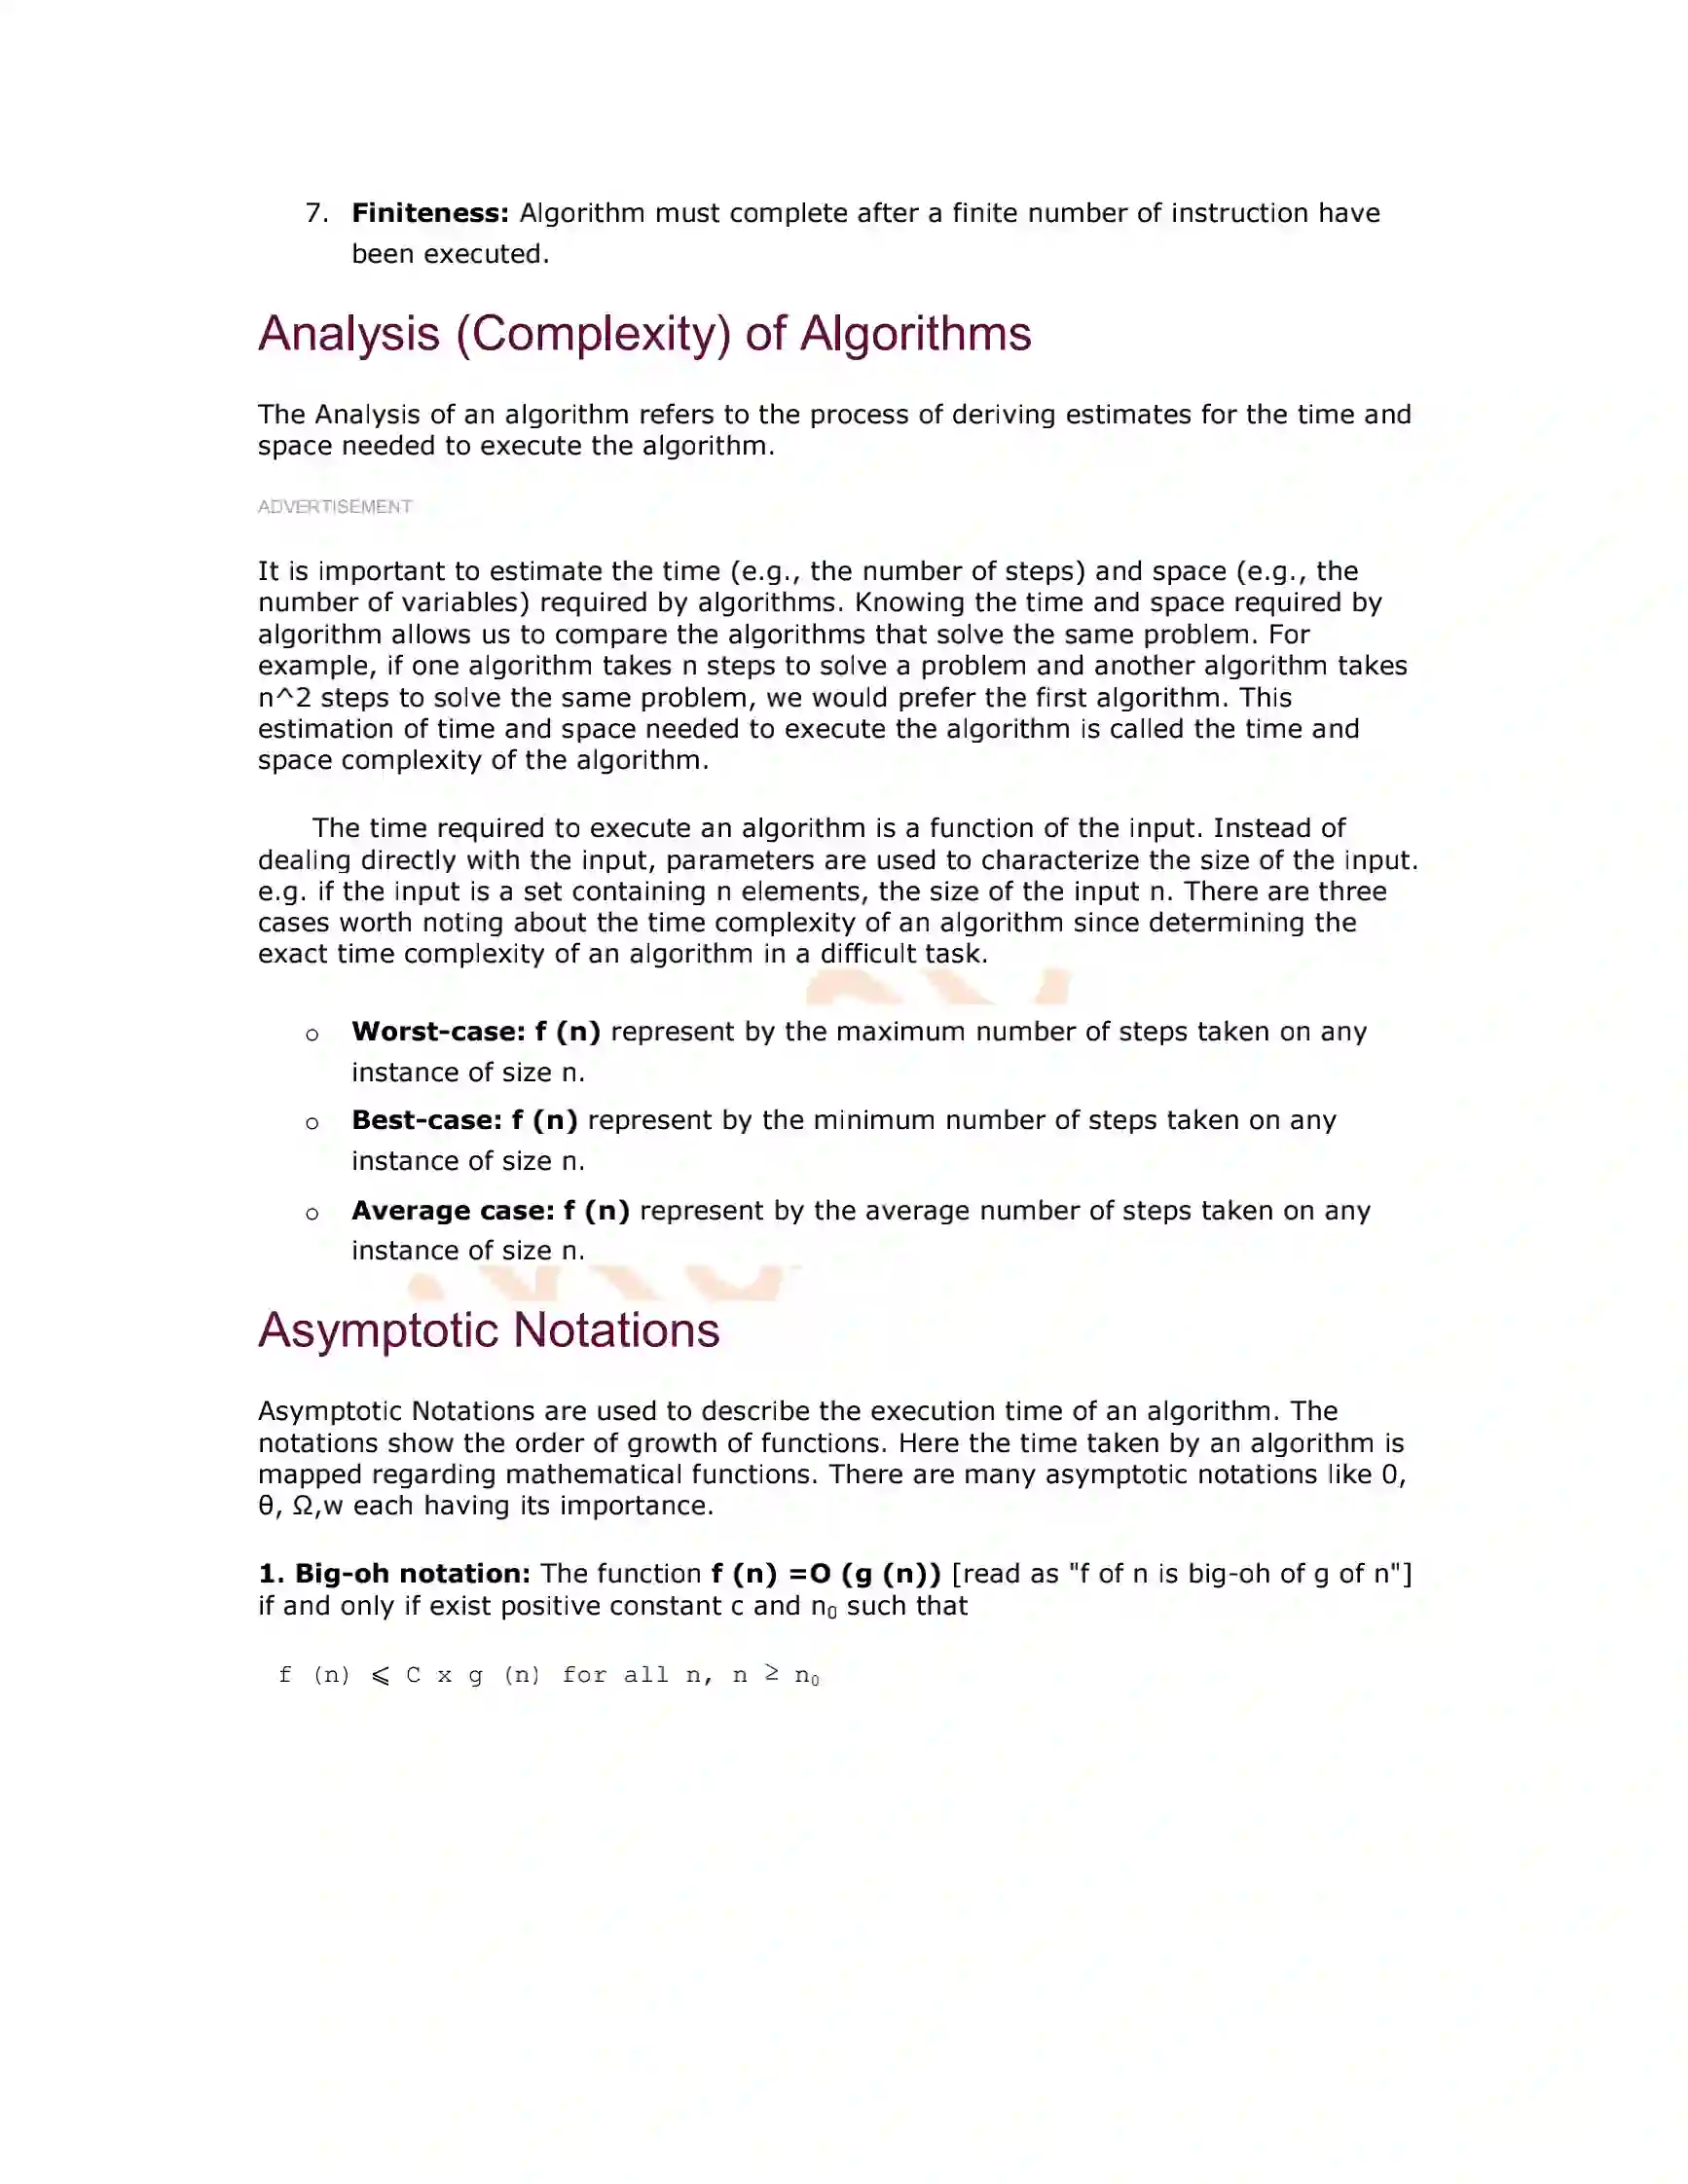 7. Finiteness: Algorithm must complete after a finite number of instruction have
been executed.
Analysis (Complexity) of Algorithms
The Analysis of an algorithm refers to the process of deriving estimates for the time and
space needed to execute the algorithm.
ADVERTISEMENT
It is important to estimate the time (e.g., the number of steps) and space (e.g., the
number of variables) required by algorithms. Knowing the time and space required by
algorithm allows us to compare the algorithms that solve the same problem. For
example, if one algorithm takes n steps to solve a problem and another algorithm takes
n^2 steps to solve the same problem, we would prefer the first algorithm. This
estimation of time and space needed to execute the algorithm is called the time and
space complexity of the algorithm.
The time required to execute an algorithm is a function of the input. Instead of
dealing directly with the input, parameters are used to characterize the size of the input.
e.g. if the input is a set containing n elements, the size of the input n. There are three
cases worth noting about the time complexity of an algorithm since determining the
exact time complexity of an algorithm in a difficult task.
o Worst-case: f (n) represent by the maximum number of steps taken on any
instance of size n.
o Best-case: f (n) represent by the minimum number of steps taken on any
instance of size n.
o Average case: f (n) represent by the average number of steps taken on any
instance of size n.
Asymptotic Notations
Asymptotic Notations are used to describe the execution time of an algorithm. The
notations show the order of growth of functions. Here the time taken by an algorithm is
mapped regarding mathematical functions. There are many asymptotic notations like 0,
θ, Ω,w each having its importance.
1. Big-oh notation: The function f (n) =O (g (n)) [read as "f of n is big-oh of g of n"]
if and only if exist positive constant c and n₀ such that
f (n) ⩽ C x g (n) for all n, n ≥ n₀